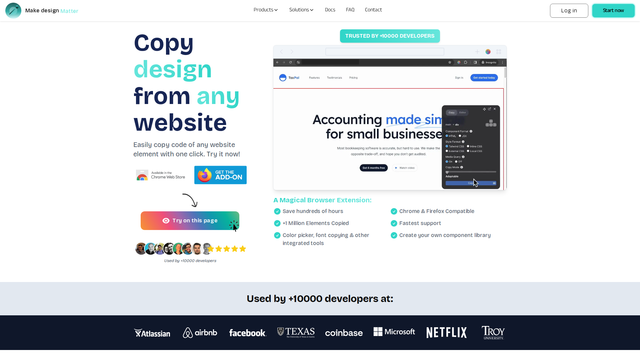 Make design Matter
Products
Solutions
Docs
FAQ
Contact
Log in
Start now
Copy
design
from any
website
Easily copy code of any website
element with one click. Try it now!
Available in the
Chrome Web Store
GET THE
ADD-ON
Try on this page
Used by +10000 developers
TRUSTED BY +10000 DEVELOPERS
Accounting made sim
for small businesse
A Magical Browser Extension:
Save hundreds of hours
+1 Million Elements Copied
Color picker, font copying & other
integrated tools
Chrome & Firefox Compatible
Fastest support
Create your own component library
Used by +10000 developers at:
Atlassian
airbnb
facebook
TEXAS
coinbase
Microsoft
NETFLIX
TROY